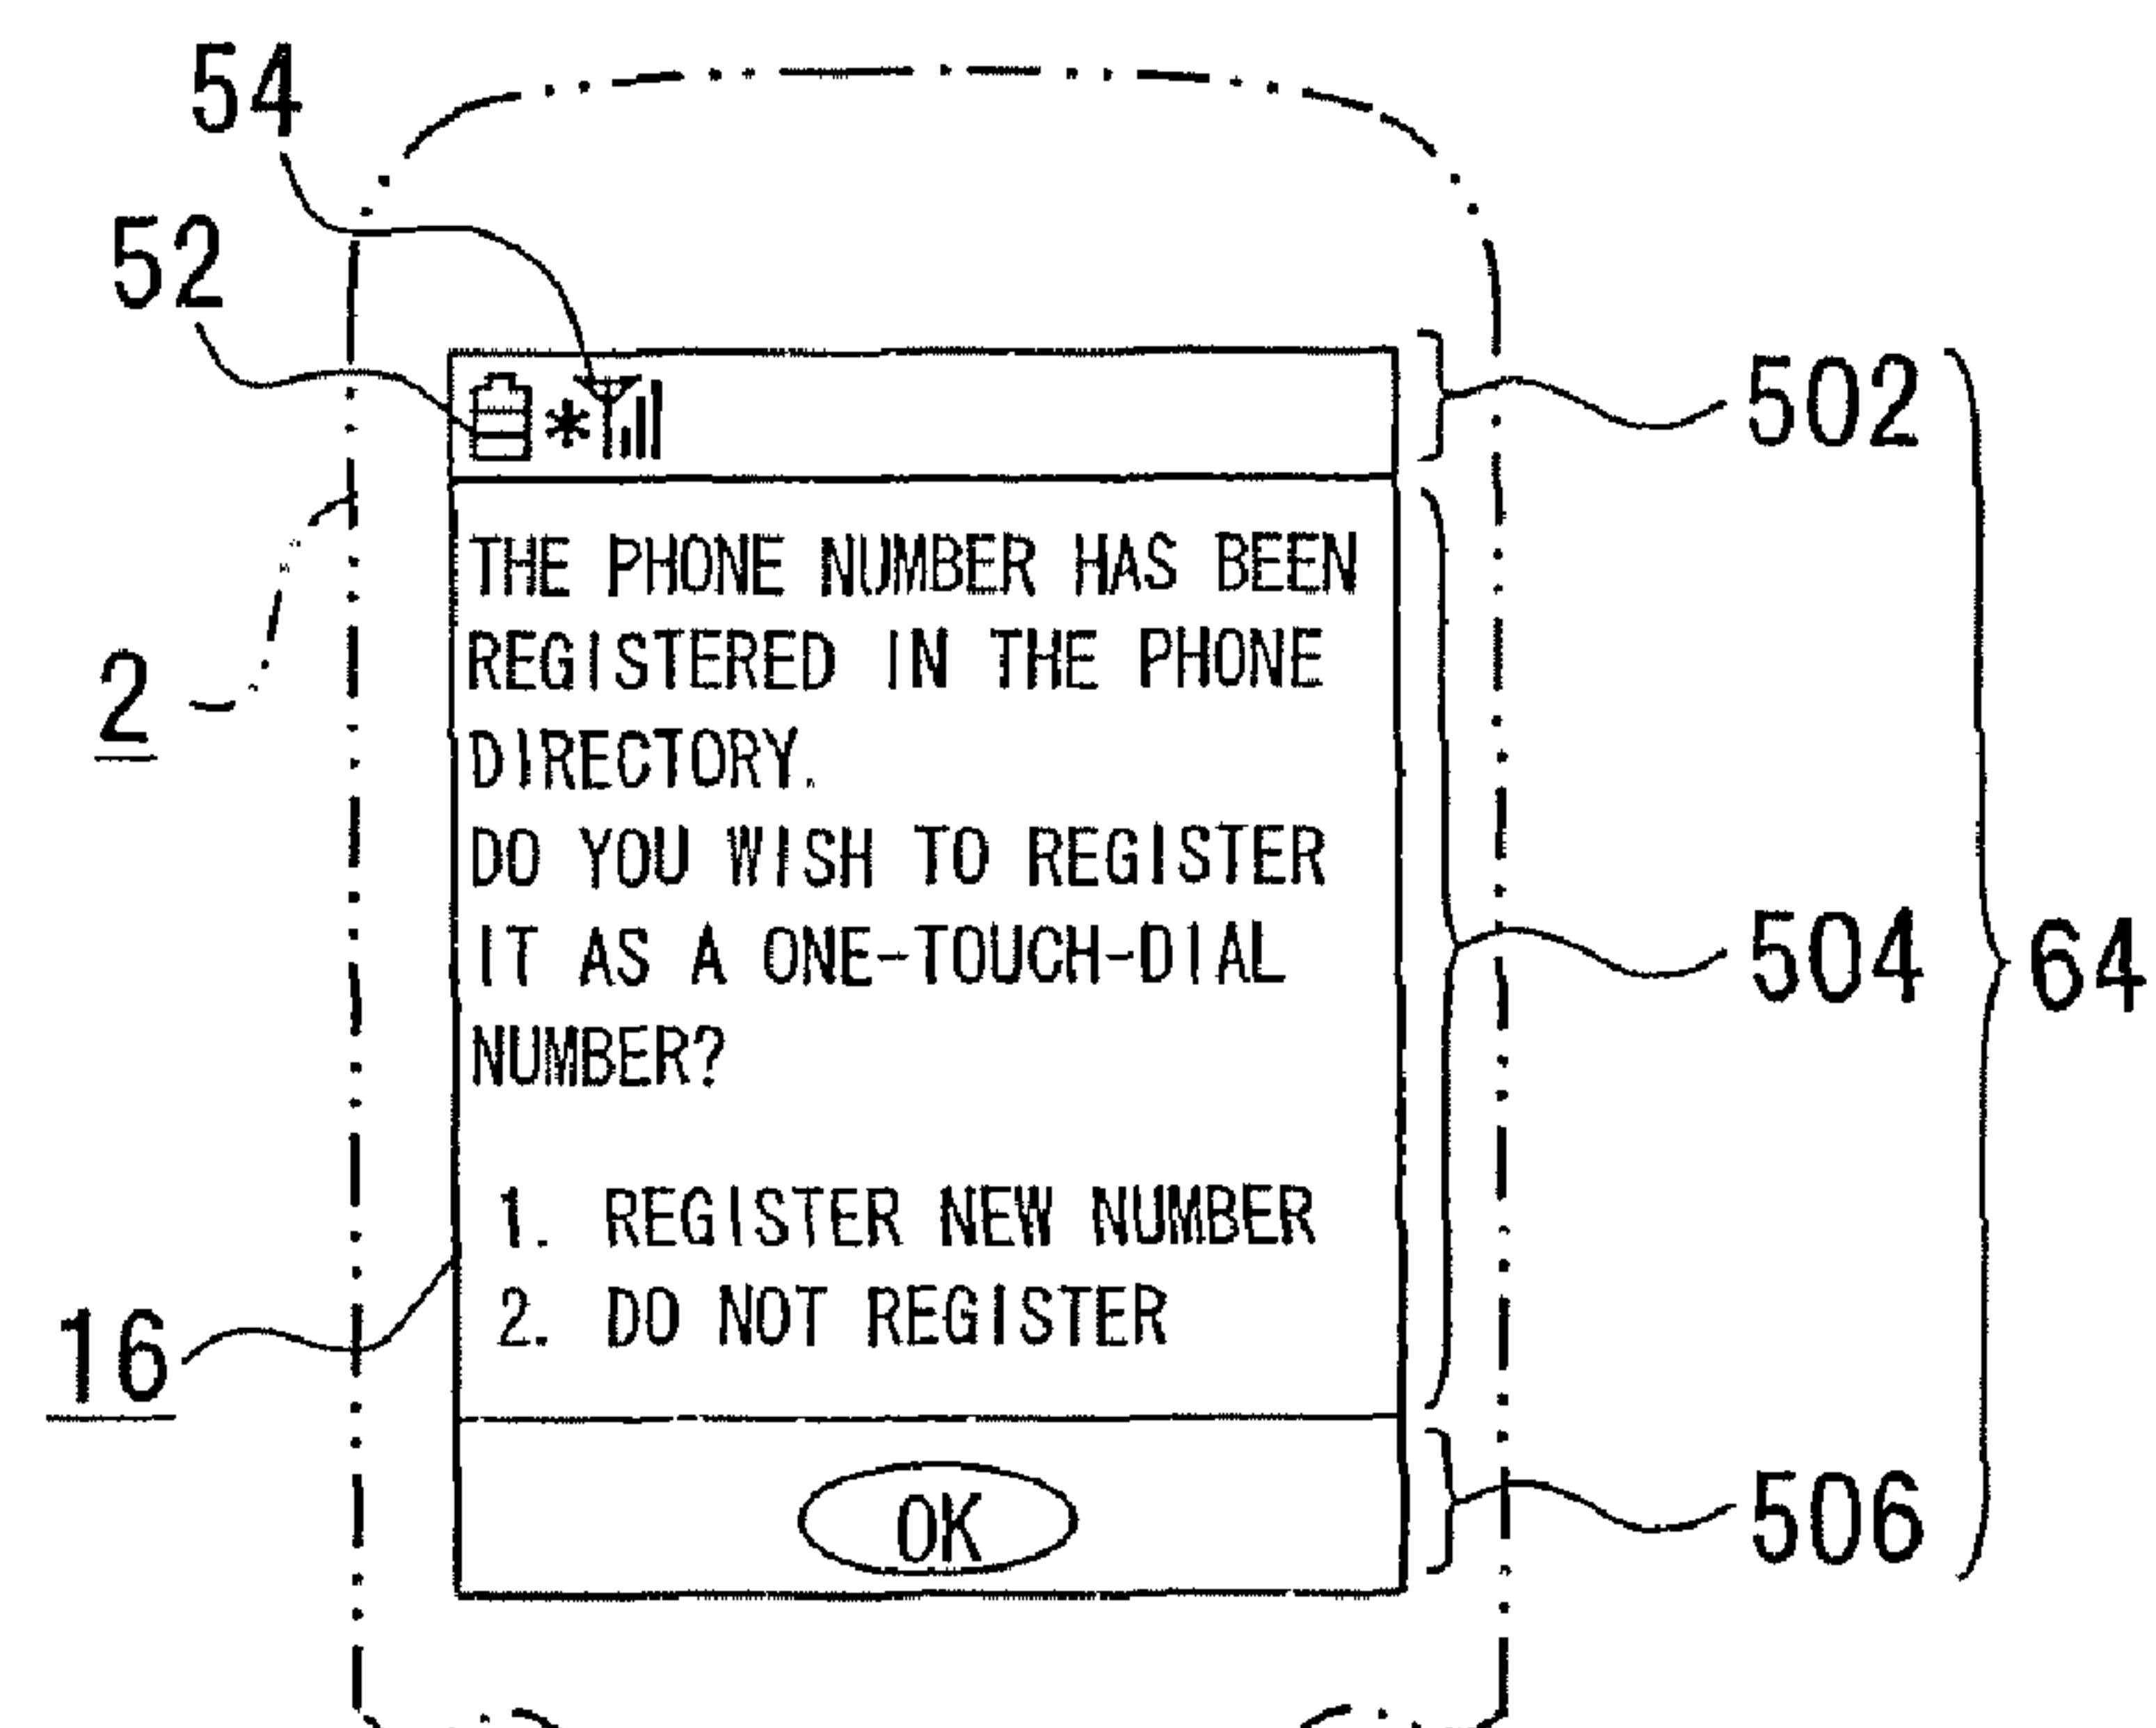 54
52
502
THE PHONE NUMBER HAS BEEN
REGISTERED IN THE PHONE
2
DIRECTORY.
DO YOU WISH TO REGISTER
IT AS A ONE-TOUCH-DIAL
504
64
NUMBER?
1. REGISTER NEW NUMBER
2. DO NOT REGISTER
16
OK
506